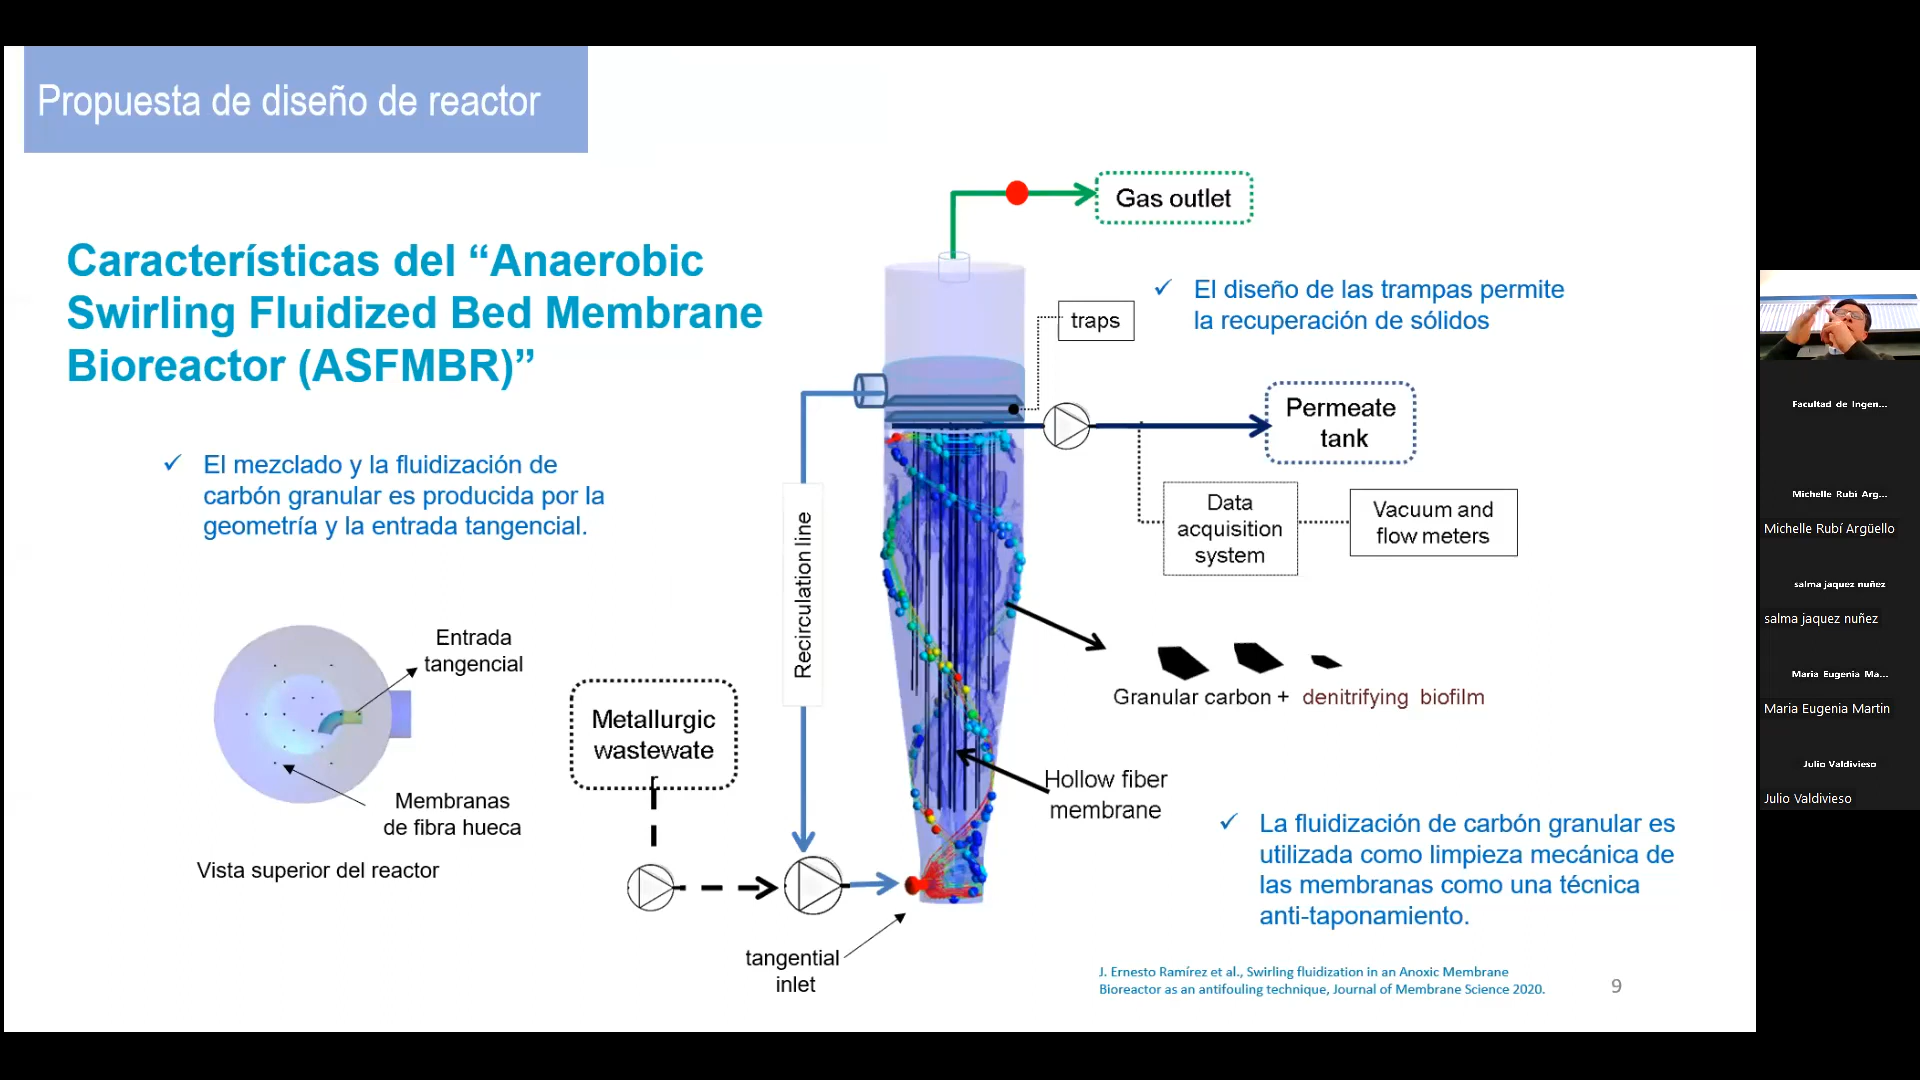 Propuesta de diseño de reactor
Características del “Anaerobic
Swirling Fluidized Bed Membrane
Bioreactor (ASFMBR)”
El mezclado y la fluidización de
carbón granular es producida por la
geometría y la entrada tangencial.
Entrada
tangencial
Membranas
de fibra hueca
Vista superior del reactor
Metallurgic
wastewate
r
Recirculation line
tangential
inlet
Gas outlet
traps
El diseño de las trampas permite
la recuperación de sólidos
Permeate
tank
Data
acquisition
system
Vacuum and
flow meters
Granular carbon + denitrifying biofilm
Hollow fiber
membrane
La fluidización de carbón granular es
utilizada como limpieza mecánica de
las membranas como una técnica
anti-taponamiento.
J. Ernesto Ramírez et al., Swirling fluidization in an Anoxic Membrane
Bioreactor as an antifouling technique, Journal of Membrane Science 2020.
9
Facultad de Ingen...
Michelle Rubí Arg...
Michelle Rubí Argüello
salma jaquez nuñez
salma jaquez nuñez
Maria Eugenia Ma...
Maria Eugenia Martin
Julio Valdivieso
Julio Valdivieso